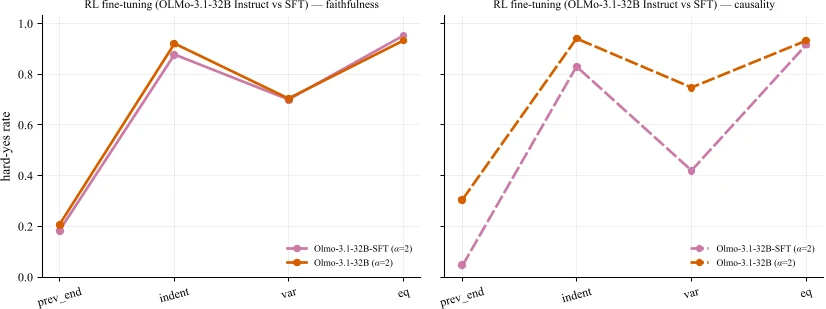 RL fine-tuning (OLMo-3.1-32B Instruct vs SFT) — faithfulness
RL fine-tuning (OLMo-3.1-32B Instruct vs SFT) — causality
hard-yes rate
1.0
0.8
0.6
0.4
0.2
0.0
Olmo-3.1-32B-SFT (α=2)
Olmo-3.1-32B (α=2)
Olmo-3.1-32B-SFT (α=2)
Olmo-3.1-32B (α=2)
prev_end
indent
var
eq
prev_end
indent
var
eq